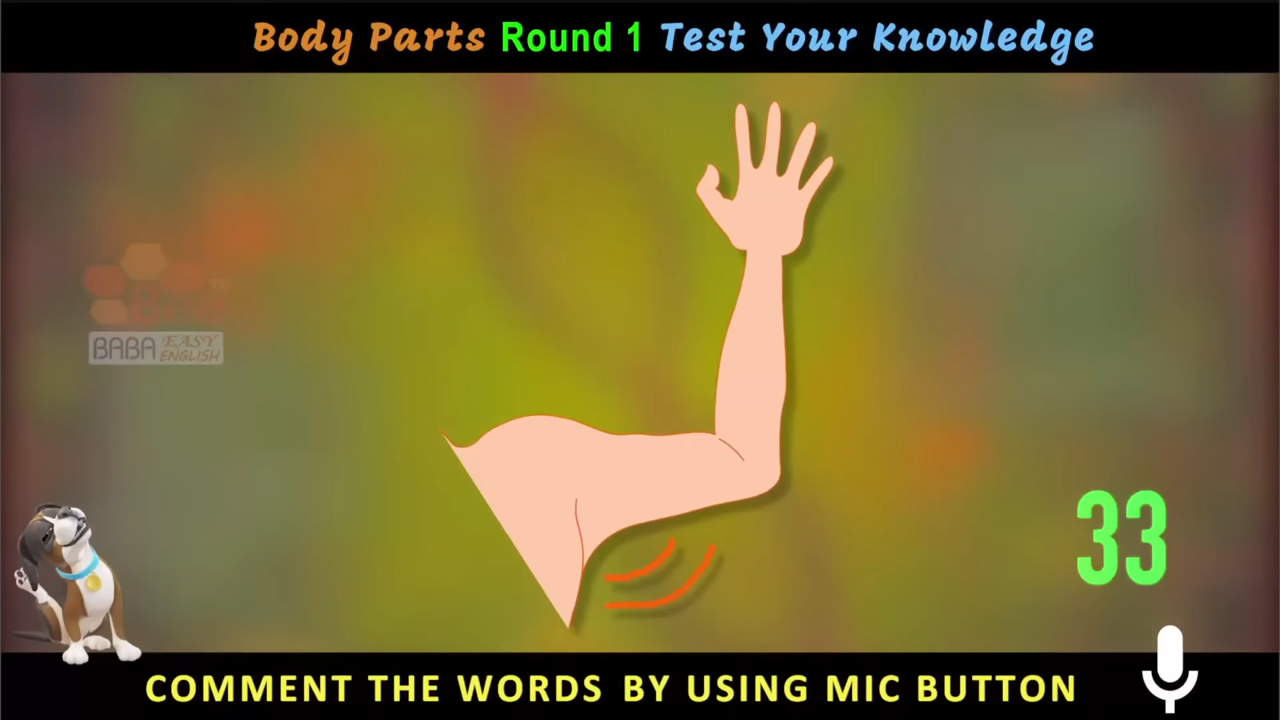 Body Parts Round 1 Test Your Knowledge
BABA EASY ENGLISH
33
COMMENT THE WORDS BY USING MIC BUTTON